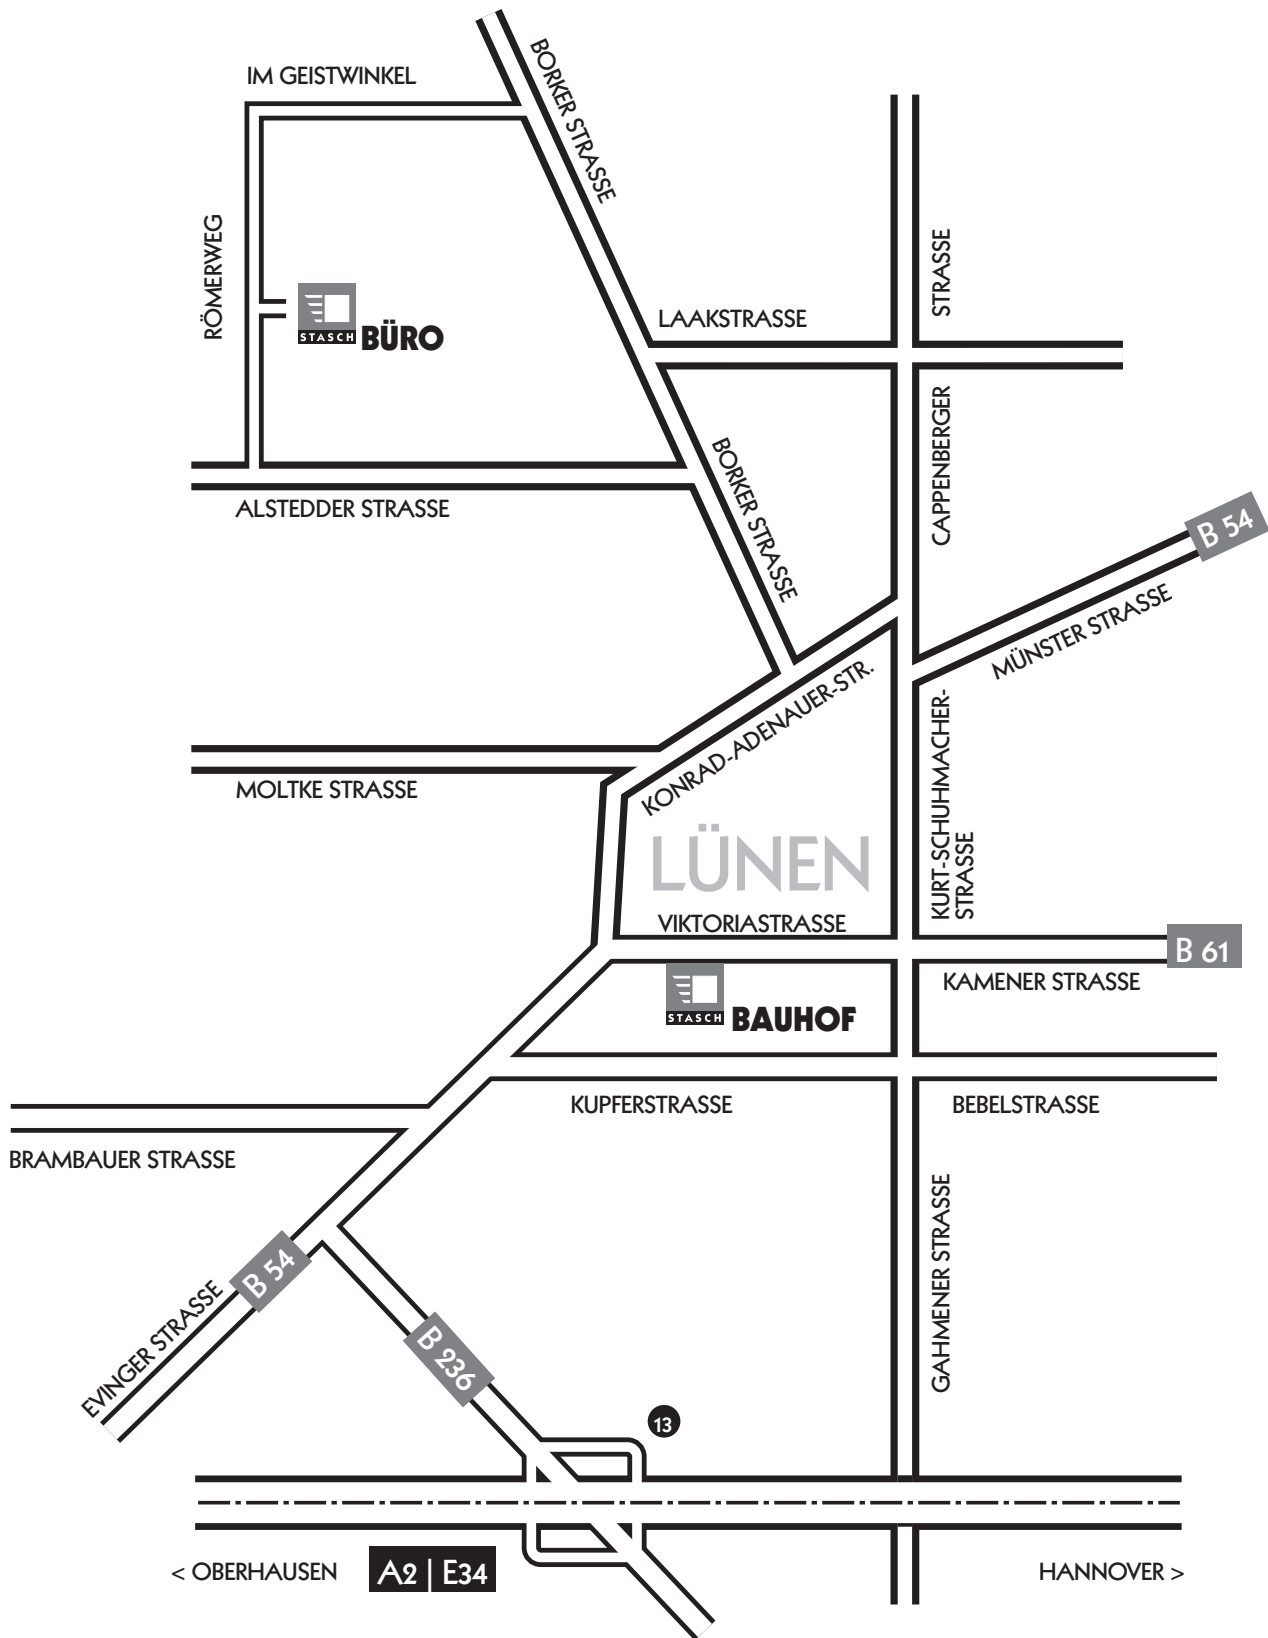 IM GEISTWINKEL
BORKER STRASSE
RÖMERWEG
STASCH
BÜRO
LAAKSTRASSE
STRASSE
CAPPENBERGER
BORKER STRASSE
ALSTEDDER STRASSE
B 54
MÜNSTER STRASSE
KONRAD-ADENAUER-STR.
MOLTKE STRASSE
KURT-SCHUHMACHER-
STRASSE
LÜNEN
VIKTORIASTRASSE
B 61
KAMENER STRASSE
STASCH
BAUHOF
KUPFERSTRASSE
BEBELSTRASSE
BRAMBAUER STRASSE
GAHMENER STRASSE
B 54
EVINGER STRASSE
B 236
13
< OBERHAUSEN
A2 | E34
HANNOVER >